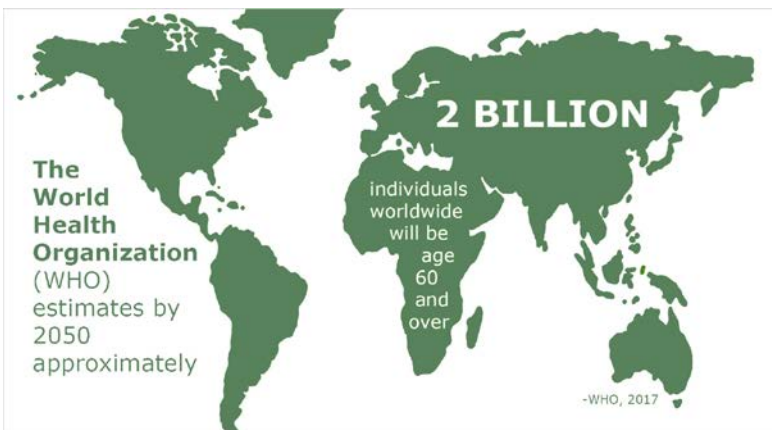 The
World
Health
Organization
(WHO)
estimates by
2050
approximately
2 BILLION
individuals
worldwide
will be
age
60
and
over
-WHO, 2017